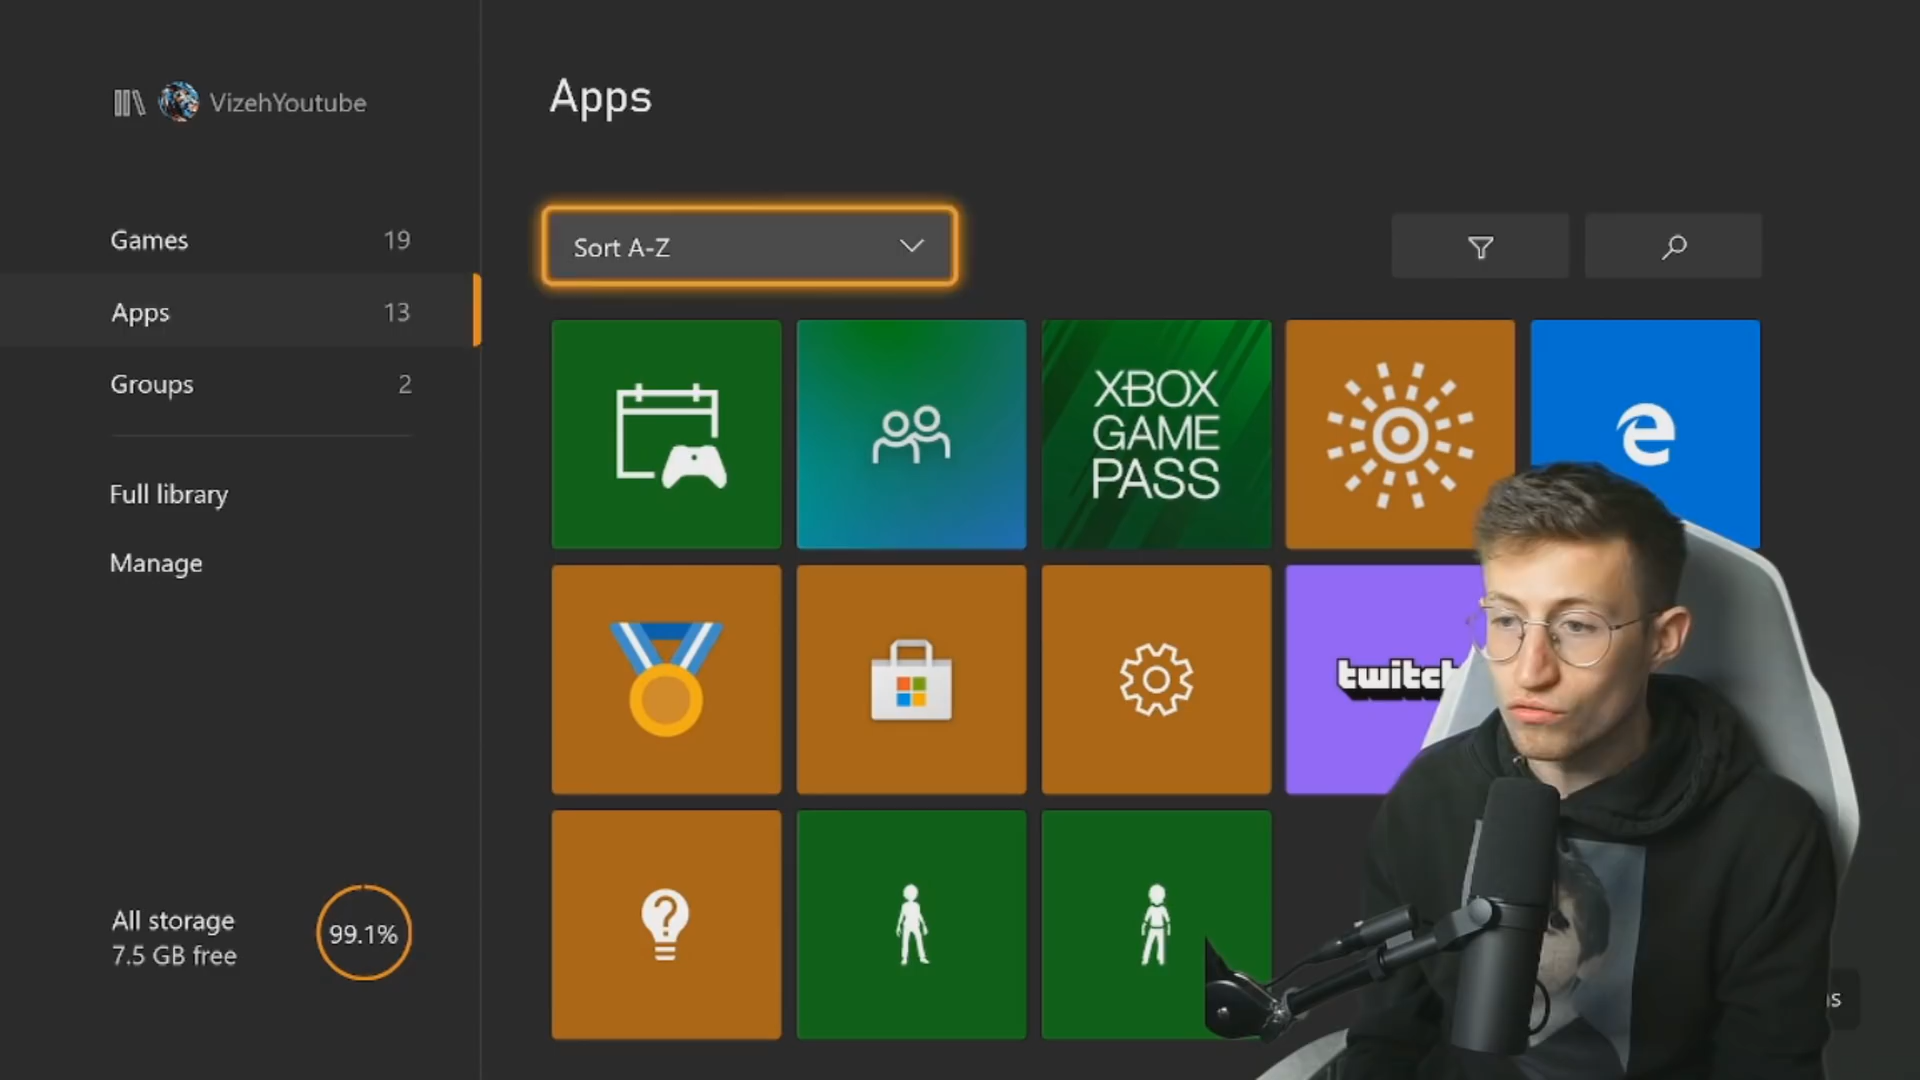 VizehYoutube
Games 19
Apps 13
Groups 2
Full library
Manage
All storage
7.5 GB free
99.1%
Apps
Sort A-Z
XBOX
GAME
PASS
twitch